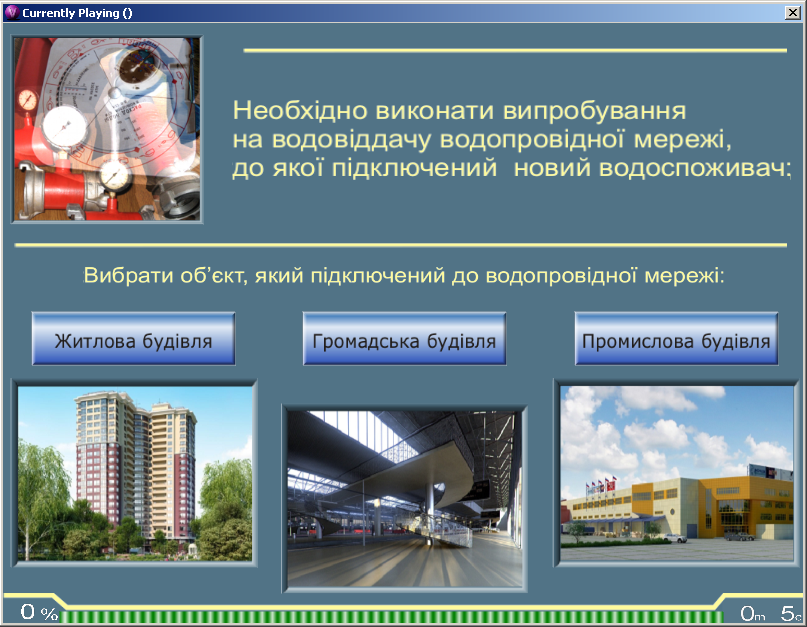 Currently Playing ()
Необхідно виконати випробування
на водовіддачу водопровідної мережі,
до якої підключений новий водоспоживач:
Вибрати об’єкт, який підключений до водопровідної мережі:
Житлова будівля
Громадська будівля
Промислова будівля
0 %
0m 5c